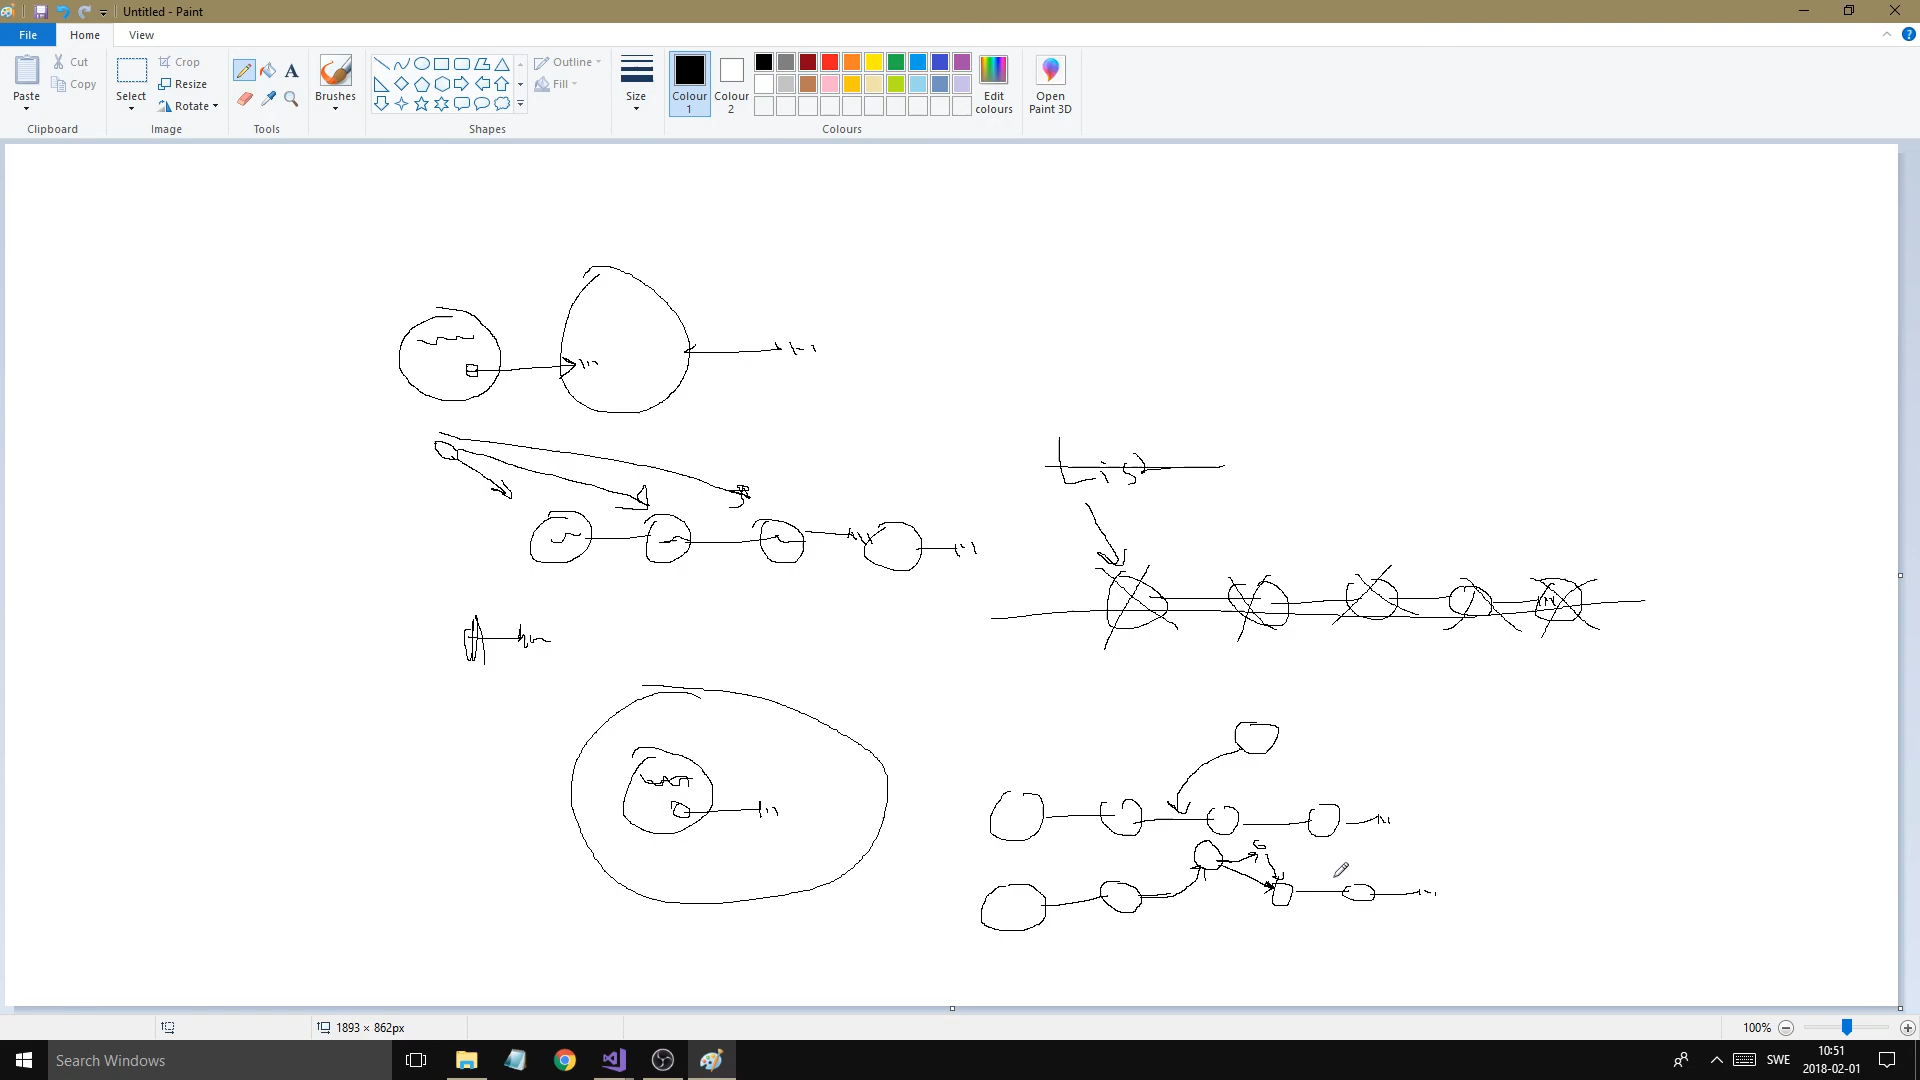 Untitled - Paint
File
Home
View
Paste
Cut
Copy
Clipboard
Select
Crop
Resize
Rotate
Image
Tools
Brushes
Shapes
Outline
Fill
Size
Colour
1
Colour
2
Edit
colours
Colours
Open
Paint 3D
List
1893 × 862px
100%
Search Windows
SWE
10:51
2018-02-01